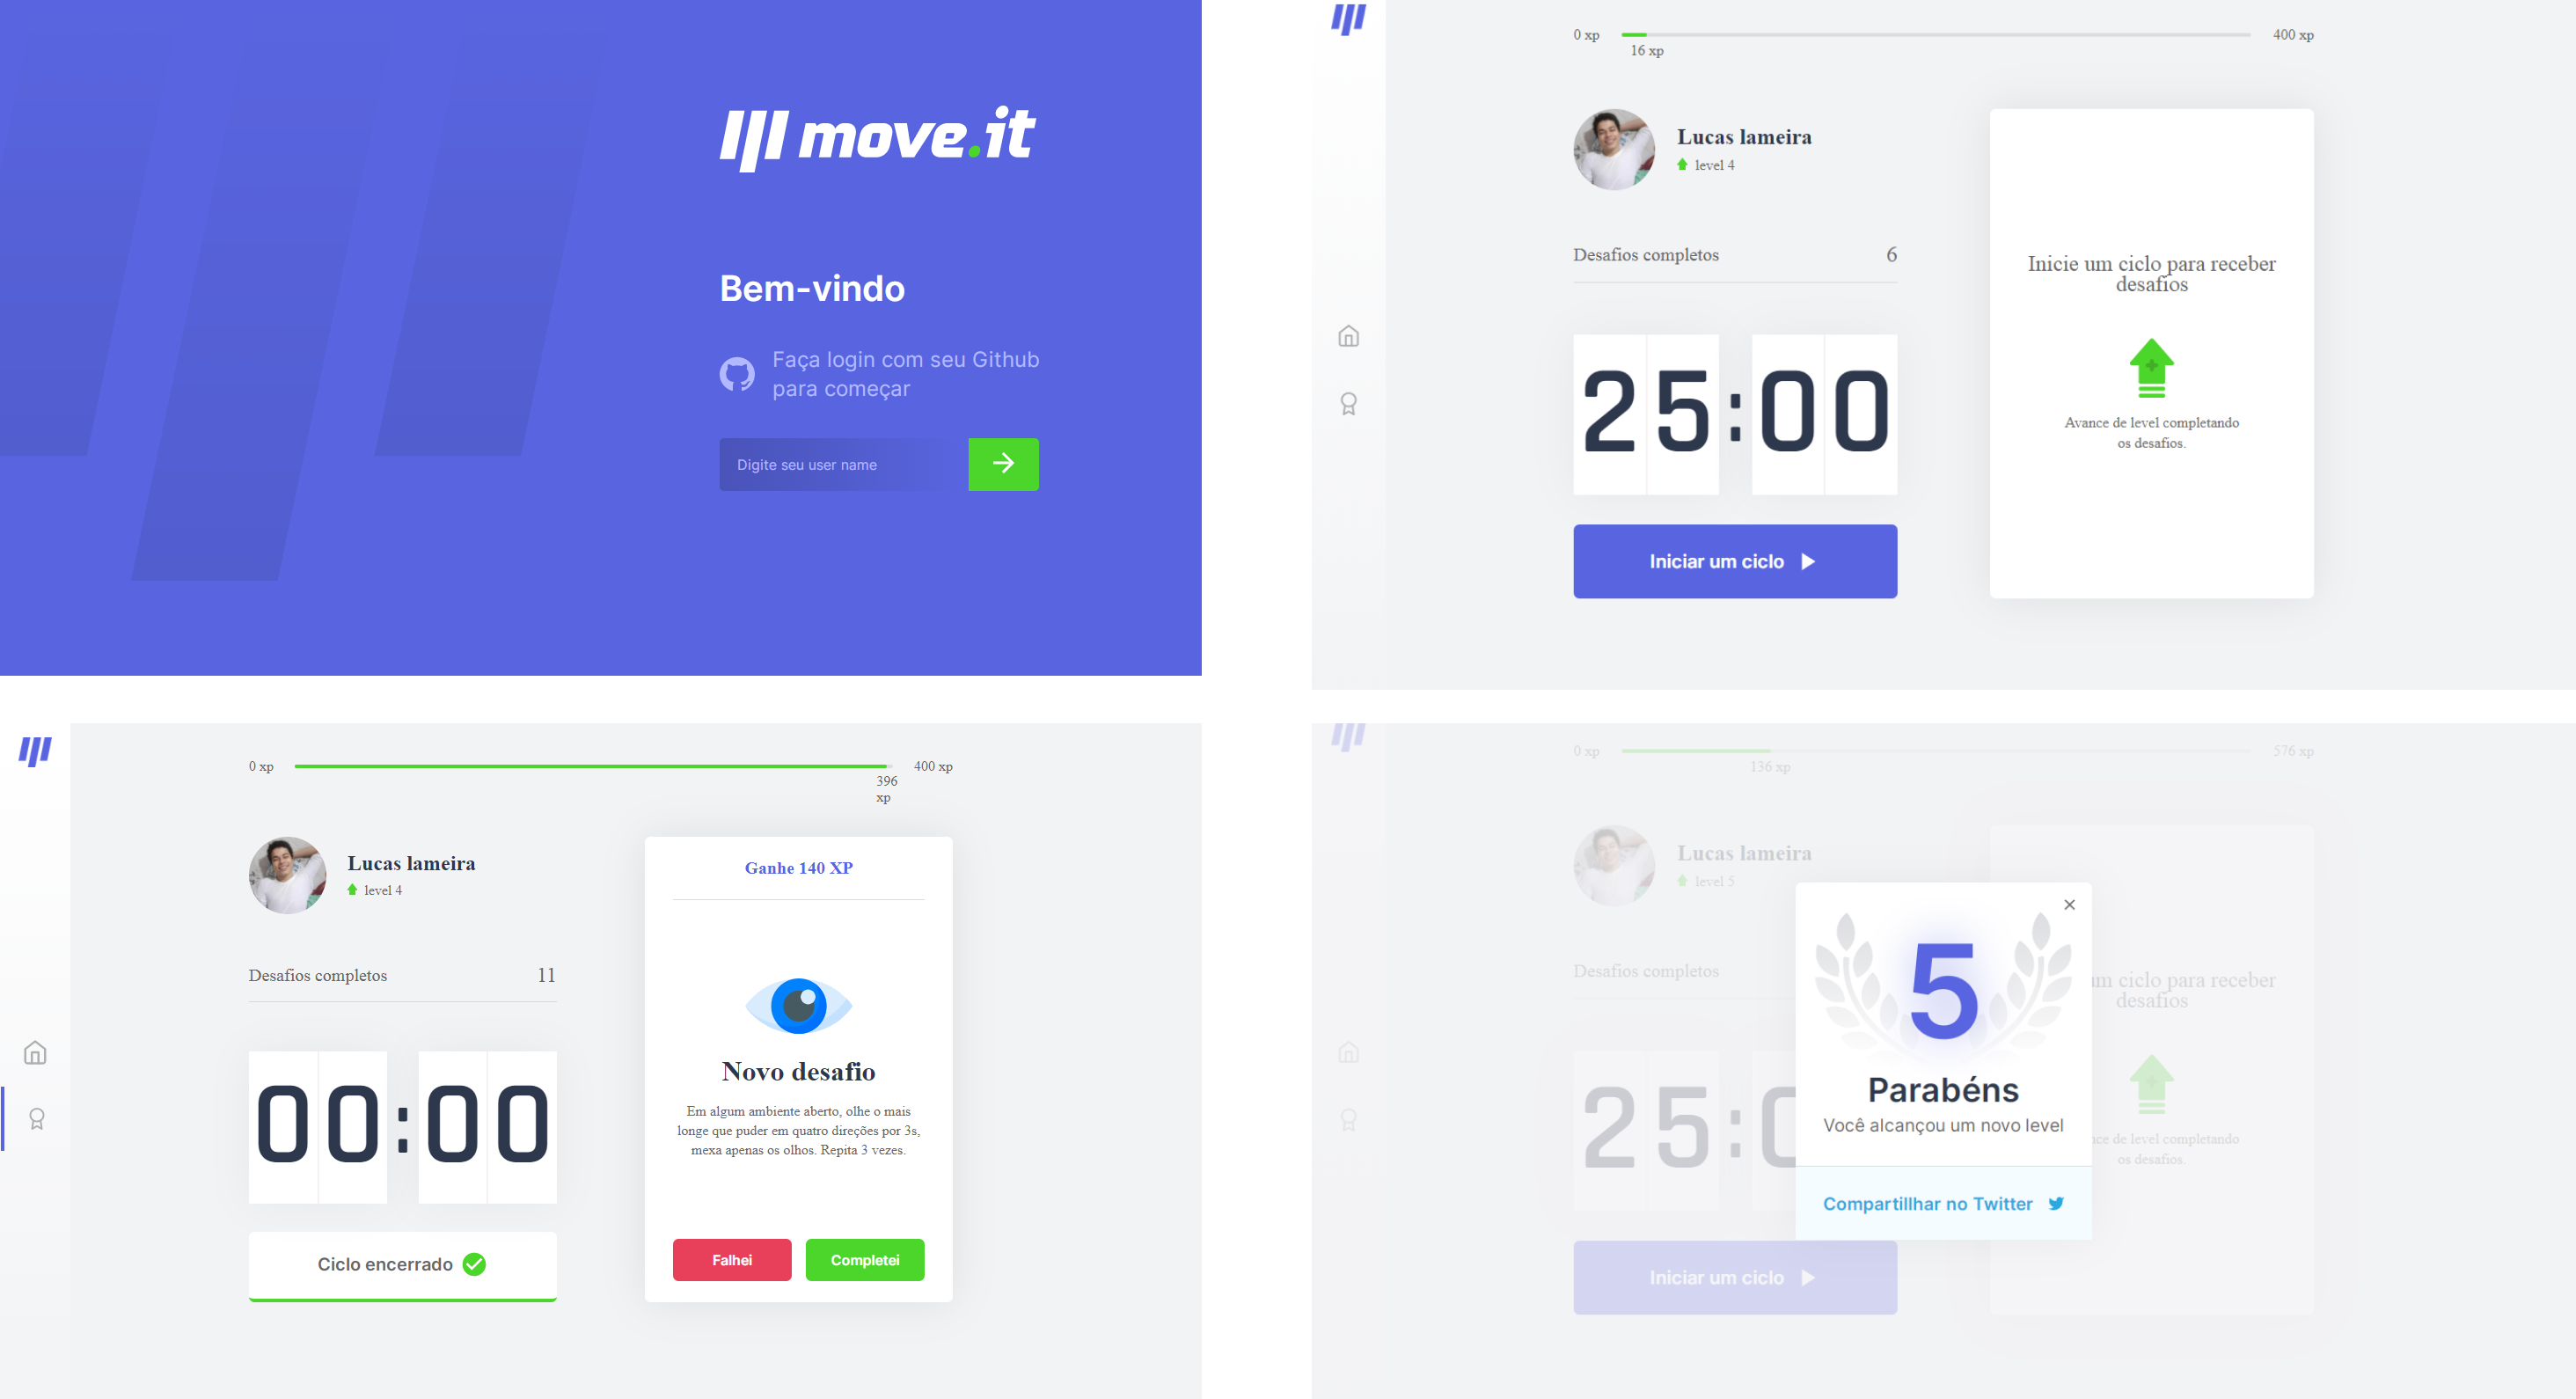 move.it
Bem-vindo
Faça login com seu Github
para começar
Digite seu user name
0 xp
400 xp
16 xp
Lucas lameira
level 4
Desafios completos
6
25:00
Iniciar um ciclo
Inicie um ciclo para receber
desafios
Avance de level completando
os desafios.
0 xp
400 xp
396
xp
Lucas lameira
level 4
Desafios completos
11
00:00
Ciclo encerrado
Ganhe 140 XP
Novo desafio
Em algum ambiente aberto, olhe o mais
longe que puder em quatro direções por 3s,
mexa apenas os olhos. Repita 3 vezes.
Falhei
Completei
0 xp
576 xp
136 xp
Lucas lameira
level 5
Desafios completos
25:0
Iniciar um ciclo
um ciclo para receber
desafios
nce de level completando
os desafios.
5
Parabéns
Você alcançou um novo level
Compartillhar no Twitter